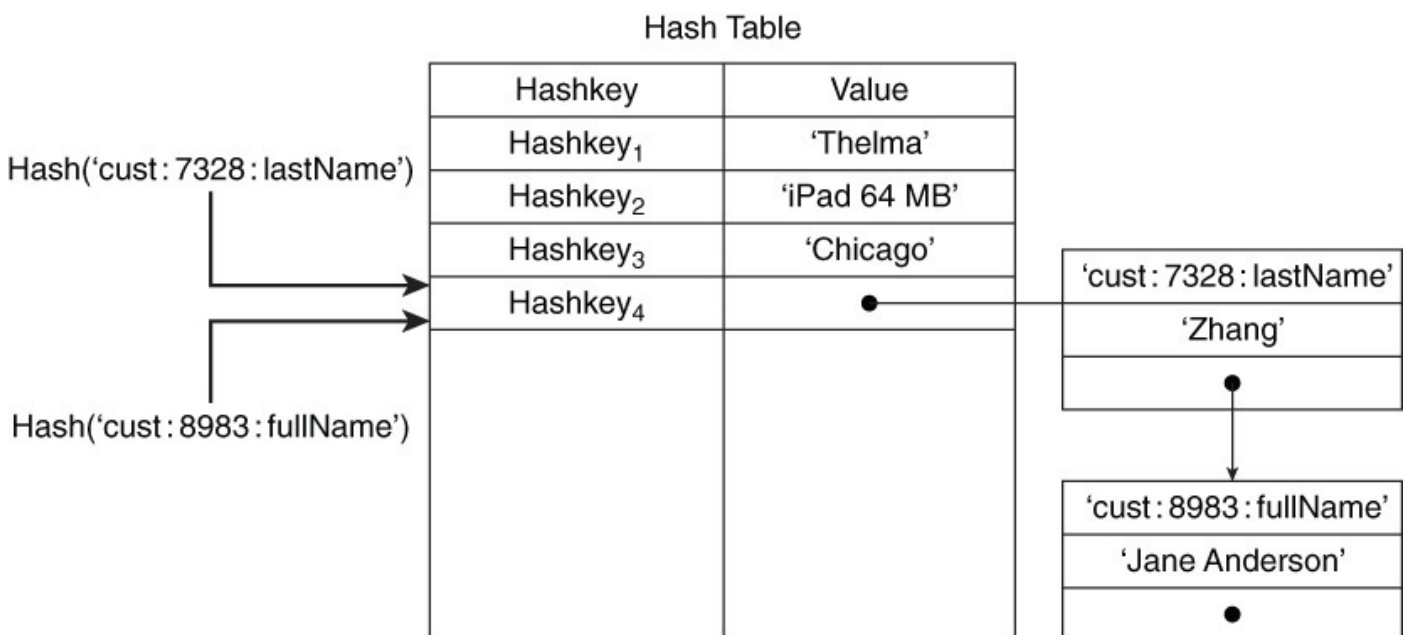 Hash Table
Hashkey Value
Hashkey₁ ‘Thelma’
Hash(‘cust:7328:lastName’)
Hashkey₂ ‘iPad 64 MB’
Hashkey₃ ‘Chicago’
Hashkey₄
‘cust:7328:lastName’
‘Zhang’
Hash(‘cust:8983:fullName’)
‘cust:8983:fullName’
‘Jane Anderson’